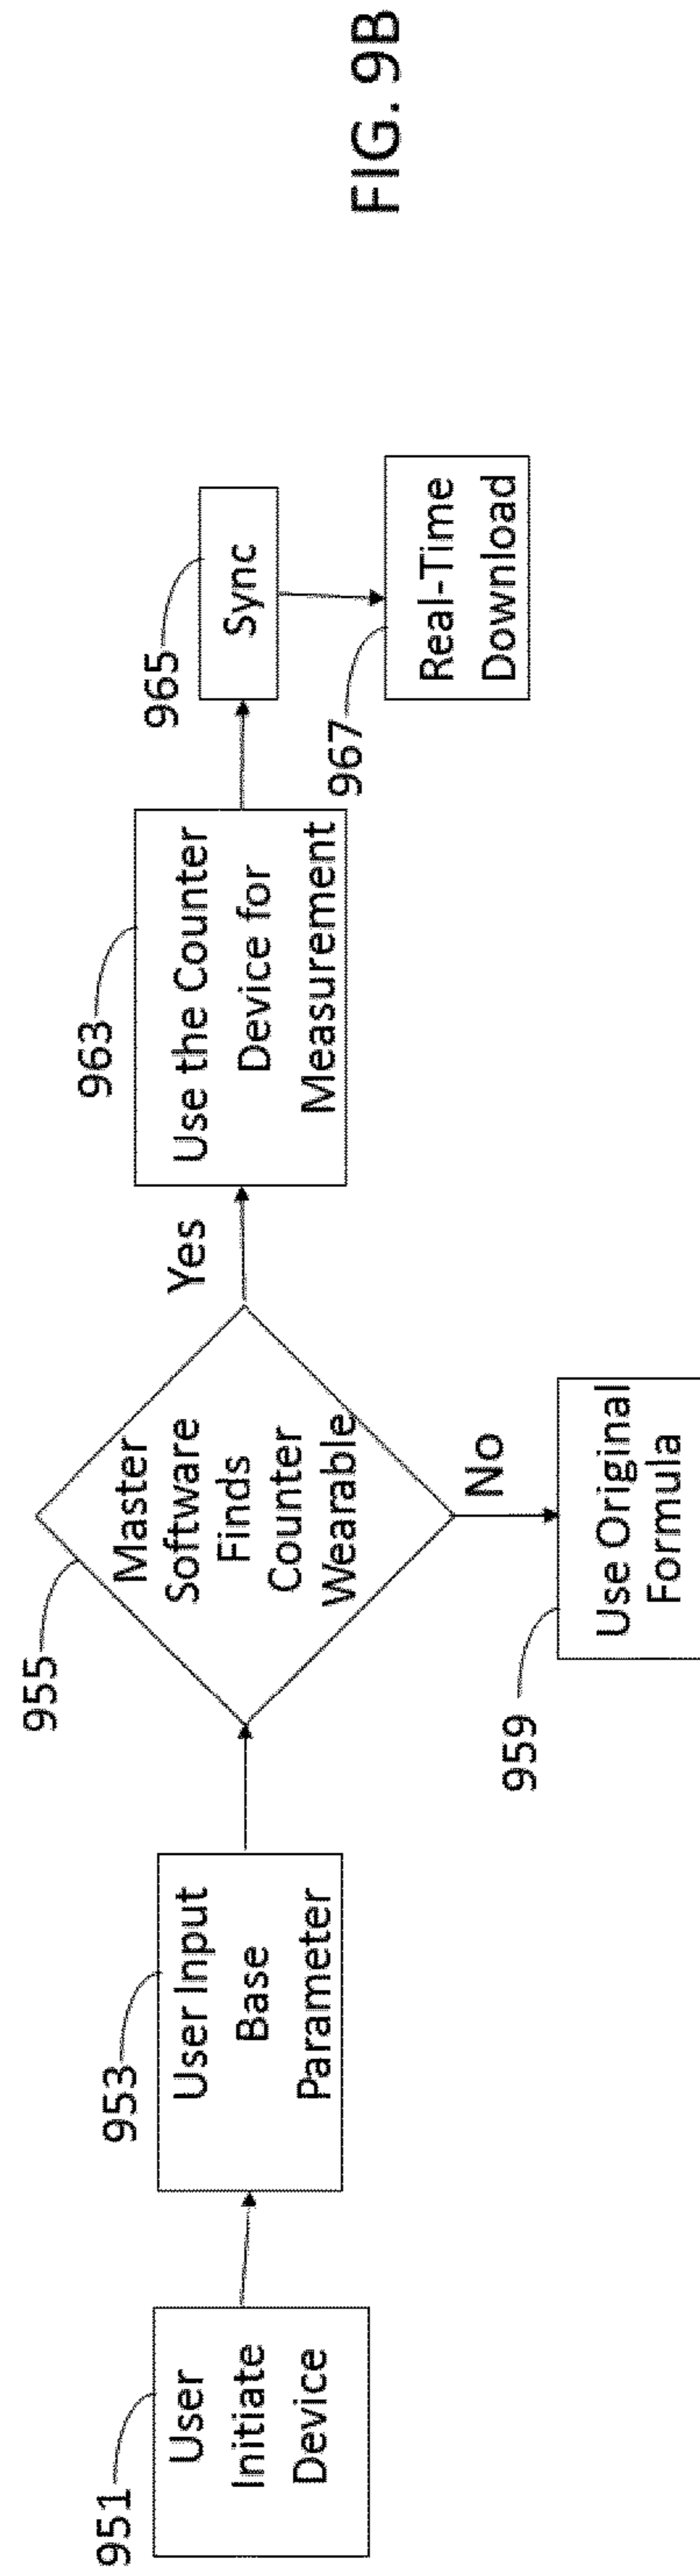 951
User
Initiate
Device
953
User Input
Base
Parameter
955
Master
Software
Finds
Counter
Wearable
Yes
No
959
Use Original
Formula
963
Use the Counter
Device for
Measurement
965
Sync
967
Real-Time
Download
FIG. 9B